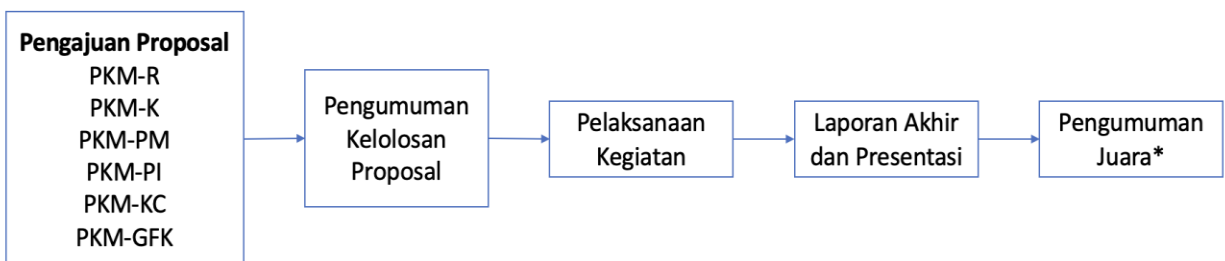 Pengajuan Proposal
PKM-R
PKM-K
PKM-PM
PKM-PI
PKM-KC
PKM-GFK
Pengumuman
Kelolosan
Proposal
Pelaksanaan
Kegiatan
Laporan Akhir
dan Presentasi
Pengumuman
Juara*